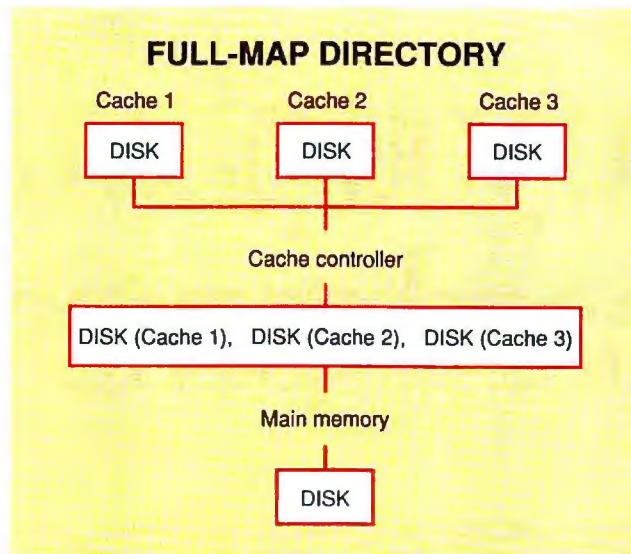 FULL-MAP DIRECTORY
Cache 1 Cache 2 Cache 3
DISK DISK DISK
Cache controller
DISK (Cache 1), DISK (Cache 2), DISK (Cache 3)
Main memory
DISK